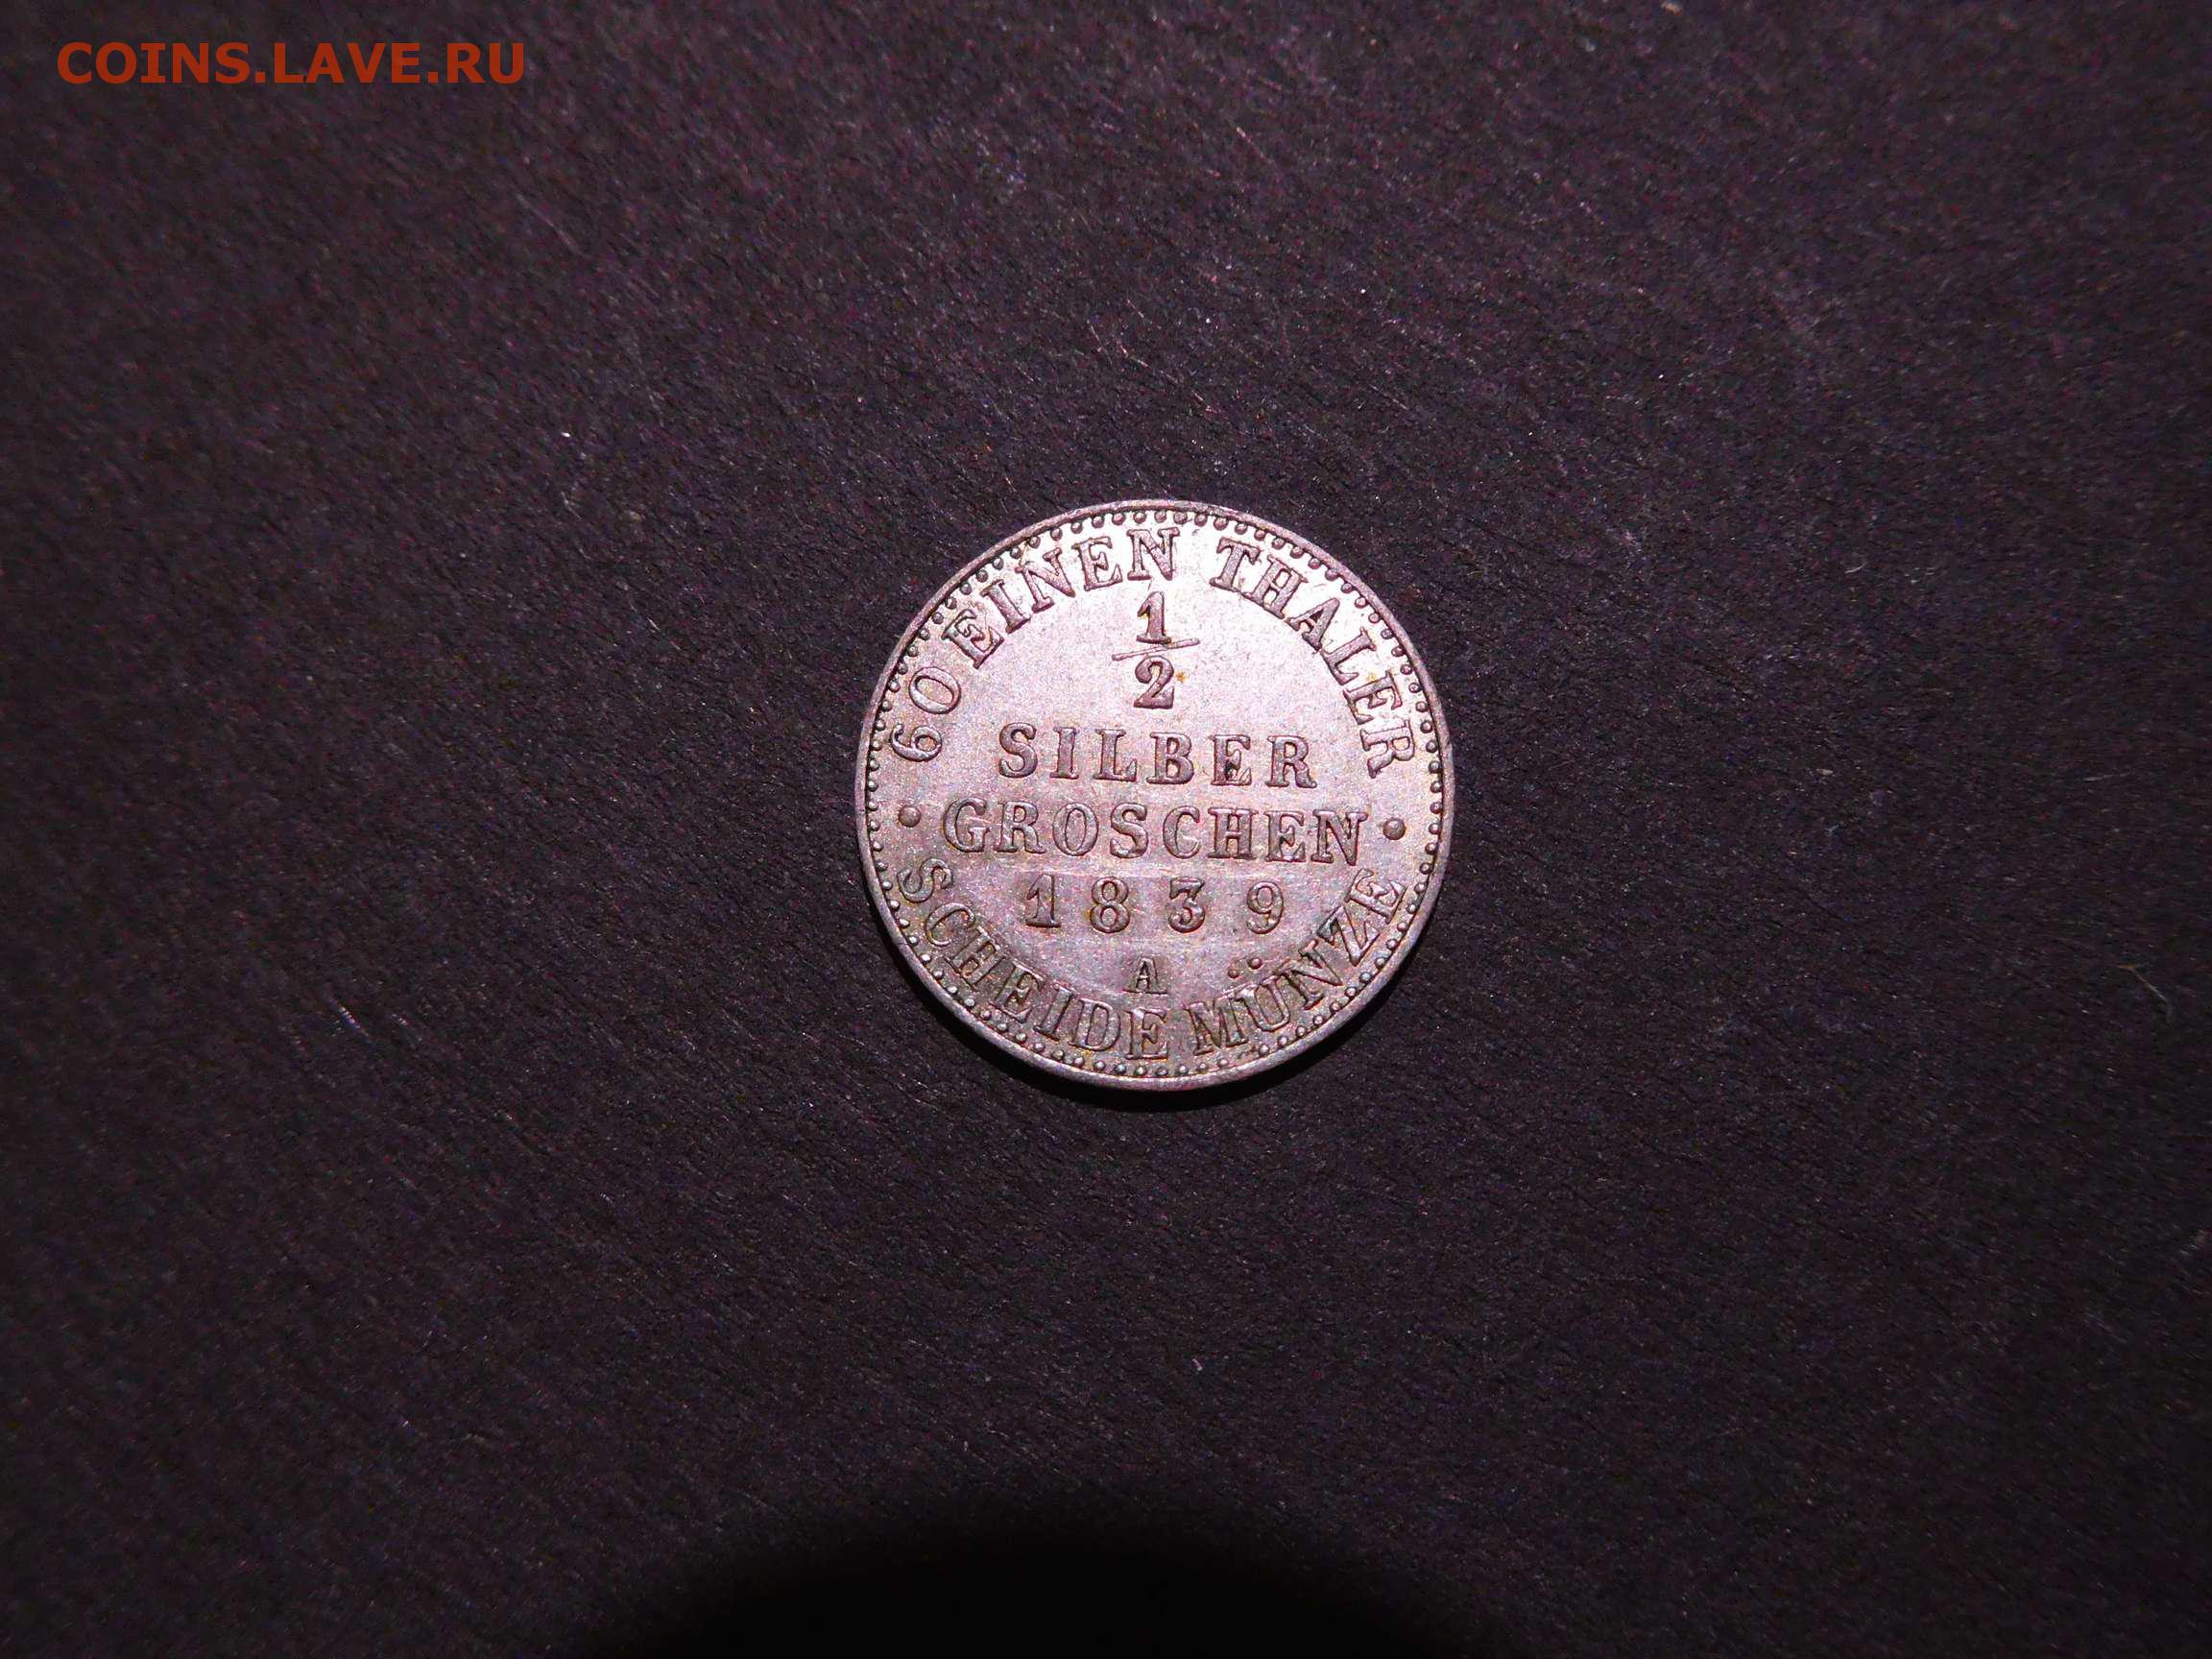 COINS.LAVE.RU
60 EINEN THALER
1/2
SILBER
· GROSCHEN ·
1839
A
SCHEIDE MÜNZE